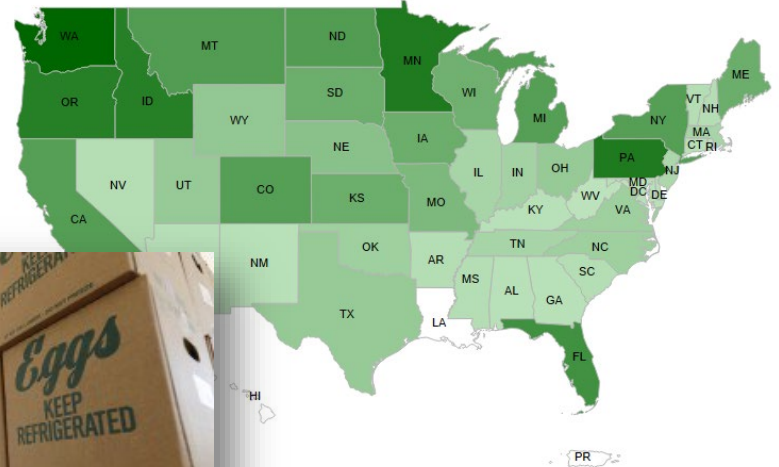 WA
MT
ND
MN
OR
ID
SD
WI
ME
VT
NH
WY
MI
NY
MA
CT RI
NV
UT
NE
IA
IL
IN
OH
PA
NJ
MD
DC
DE
CA
CO
KS
MO
KY
WV
VA
NM
OK
AR
TN
NC
SC
TX
MS
AL
GA
LA
FL
HI
PR
KEEP
REFRIGERATED
Eggs
KEEP
REFRIGERATED